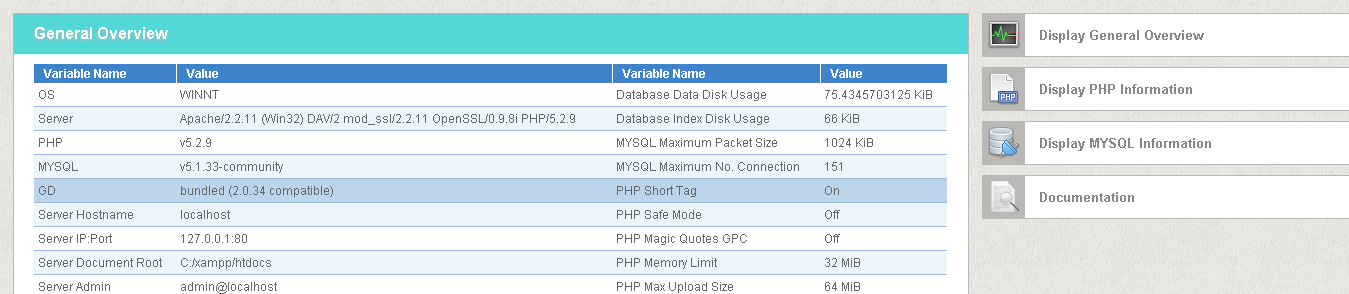 General Overview
Variable Name Value Variable Name Value
OS WINNT Database Data Disk Usage 75.4345703125 KiB
Server Apache/2.2.11 (Win32) DAV/2 mod_ssl/2.2.11 OpenSSL/0.9.8i PHP/5.2.9 Database Index Disk Usage 66 KiB
PHP v5.2.9 MYSQL Maximum Packet Size 1024 KiB
MYSQL v5.1.33-community MYSQL Maximum No. Connection 151
GD bundled (2.0.34 compatible) PHP Short Tag On
Server Hostname localhost PHP Safe Mode Off
Server IP:Port 127.0.0.1:80 PHP Magic Quotes GPC Off
Server Document Root C:/xampp/htdocs PHP Memory Limit 32 MiB
Server Admin admin@localhost PHP Max Upload Size 64 MiB
Display General Overview
PHP
Display PHP Information
Display MYSQL Information
Documentation